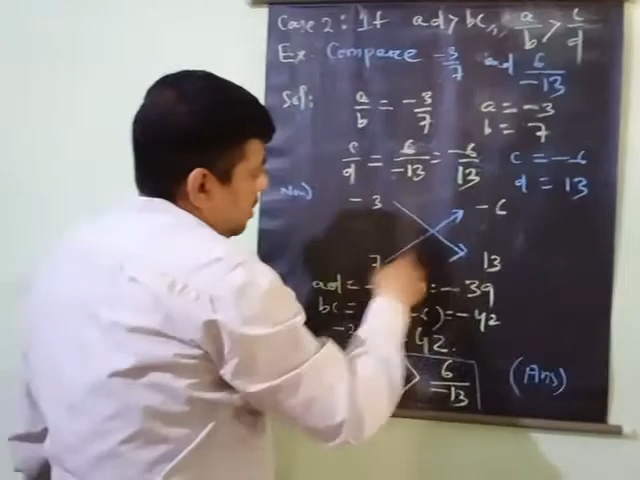 Case 2: If ad > bc, a/b > c/d
Ex. Compare -3/7 and 6/-13
Sol: a/b = -3/7 a = -3
b = 7
c/d = 6/-13 = -6/13 c = -6
d = 13
Now,
-3 -6
7 13
ad = = -39
bc = -6) = -42
-42
> 6/-13 (Ans)